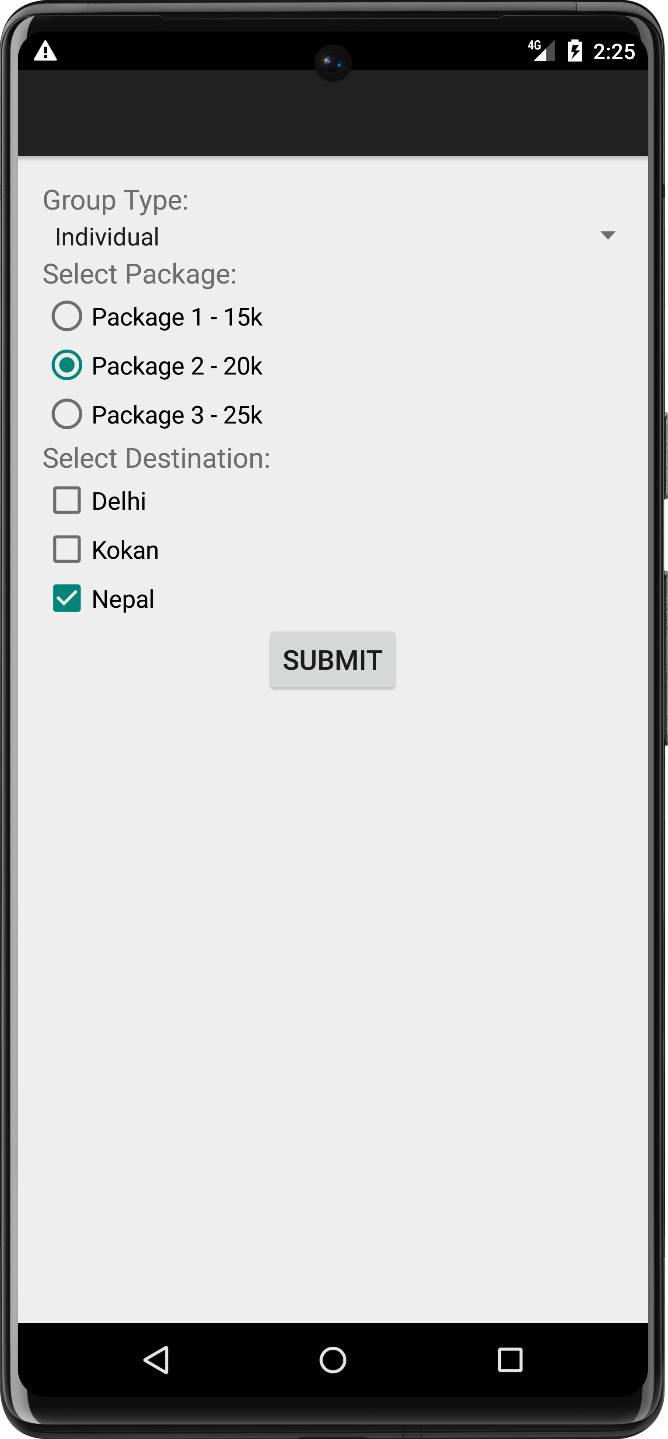 4G 2:25
Group Type:
Individual
Select Package:
Package 1 - 15k
Package 2 - 20k
Package 3 - 25k
Select Destination:
Delhi
Kokan
Nepal
SUBMIT